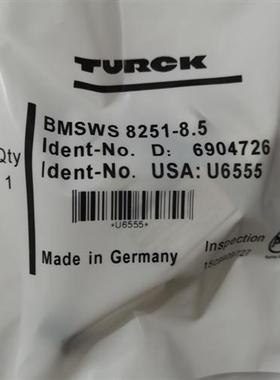 TURCK
BMSWS 8251-8.5
Qty Ident-No. D: 6904726
1 Ident-No. USA: U6555
*U6555*
Made in Germany
Inspection